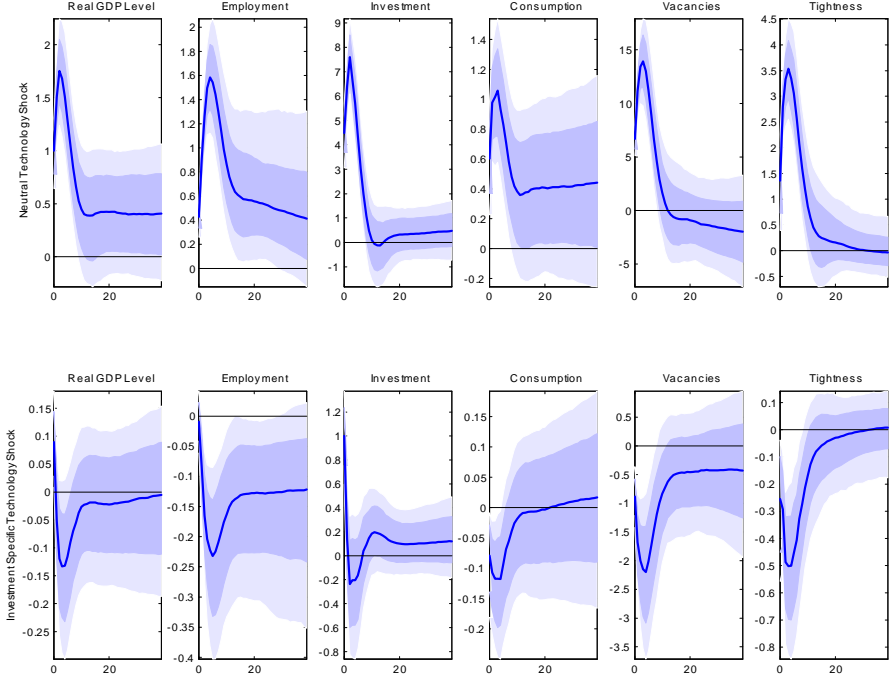 Real GDP Level Employment Investment Consumption Vacancies Tightness
Neutral Technology Shock
2 1.5 1 0.5 0
2 1.8 1.6 1.4 1.2 1 0.8 0.6 0.4 0.2 0
9 8 7 6 5 4 3 2 1 0 -1
1.4 1.2 1 0.8 0.6 0.4 0.2 0 -0.2
15 10 5 0 -5
4.5 4 3.5 3 2.5 2 1.5 1 0.5 0 -0.5
0 20 0 20 0 20 0 20 0 20 0 20
Real GDP Level Employment Investment Consumption Vacancies Tightness
Investment Specific Technology Shock
0.15 0.1 0.05 0 -0.05 -0.1 -0.15 -0.2 -0.25
0 -0.05 -0.1 -0.15 -0.2 -0.25 -0.3 -0.35 -0.4
1.2 1 0.8 0.6 0.4 0.2 0 -0.2 -0.4 -0.6 -0.8
0.15 0.1 0.05 0 -0.05 -0.1 -0.15 -0.2
0.5 0 -0.5 -1 -1.5 -2 -2.5 -3 -3.5
0.1 0 -0.1 -0.2 -0.3 -0.4 -0.5 -0.6 -0.7 -0.8
0 20 0 20 0 20 0 20 0 20 0 20